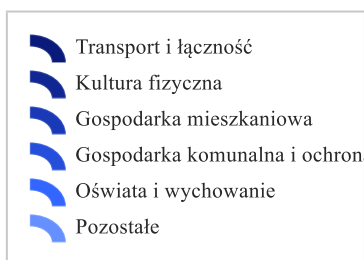 Transport i łączność
Kultura fizyczna
Gospodarka mieszkaniowa
Gospodarka komunalna i ochron
Oświata i wychowanie
Pozostałe